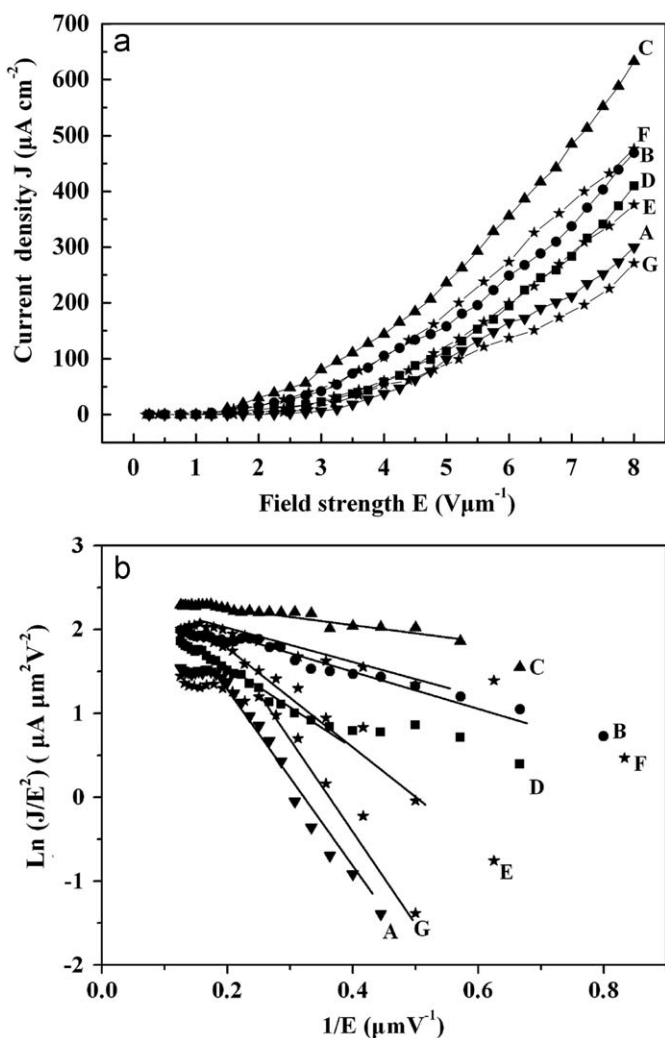 a
700
600
500
400
300
200
100
0
Current density J (µA cm⁻²)
C
F
B
D
E
A
G
0 1 2 3 4 5 6 7 8
Field strength E (Vµm⁻¹)
b
3
2
1
0
-1
-2
Ln (J/E²) ( µA µm²V⁻²)
C
B
F
D
E
A G
0.0 0.2 0.4 0.6 0.8
1/E (µmV⁻¹)